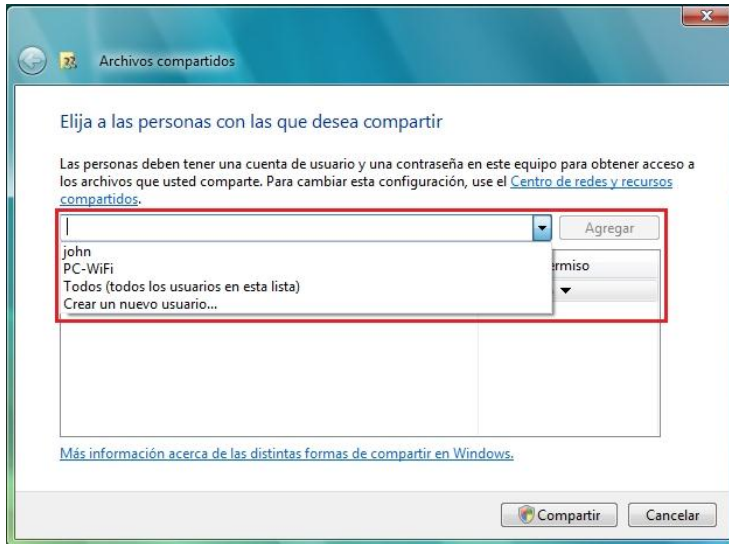 x
Archivos compartidos
Elija a las personas con las que desea compartir
Las personas deben tener una cuenta de usuario y una contraseña en este equipo para obtener acceso a
los archivos que usted comparte. Para cambiar esta configuración, use el Centro de redes y recursos
compartidos.
Agregar
john
PC-WiFi
Todos (todos los usuarios en esta lista)
Crear un nuevo usuario...
ermiso
Más información acerca de las distintas formas de compartir en Windows.
Compartir
Cancelar